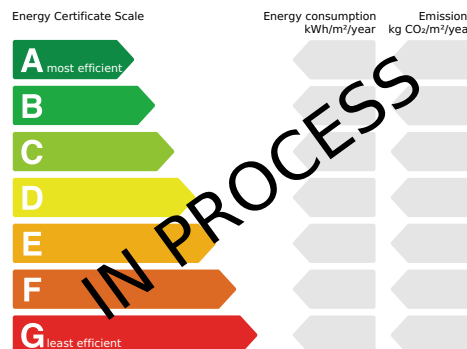 Energy Certificate Scale
Energy consumption
kWh/m²/year
Emission
kg CO₂/m²/year
A most efficient
B
C
D
E
F
G least efficient
IN PROCESS